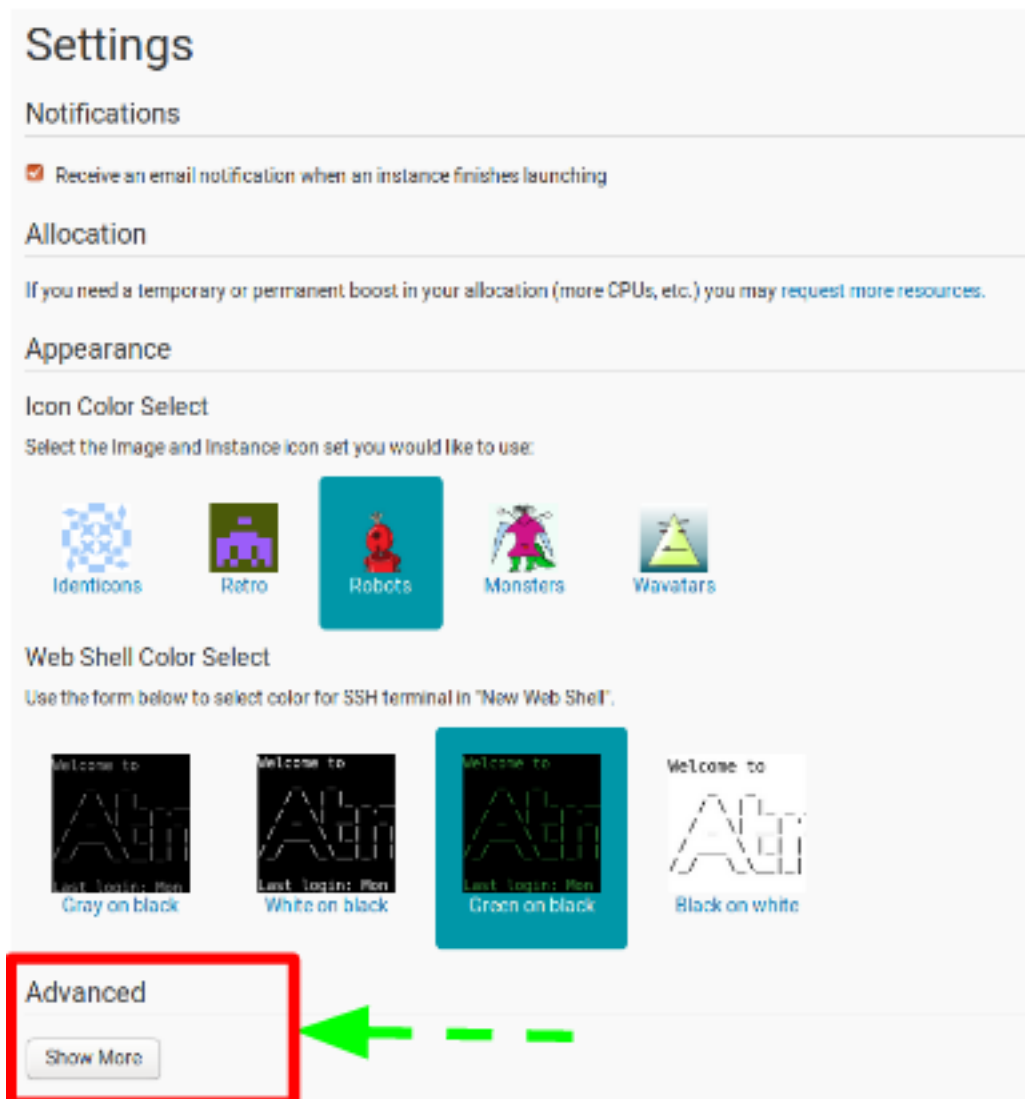 Settings
Notifications
Receive an email notification when an instance finishes launching
Allocation
If you need a temporary or permanent boost in your allocation (more CPUs, etc.) you may request more resources.
Appearance
Icon Color Select
Select the Image and Instance icon set you would like to use:
Identicons Retro Robots Monsters Wavatars
Web Shell Color Select
Use the form below to select color for SSH terminal in "New Web Shell".
Welcome to Welcome to Welcome to Welcome to
Atm Atm Atm Atm
Last login: Mon Last login: Mon Last login: Mon
Gray on black White on black Green on black Black on white
Advanced
Show More